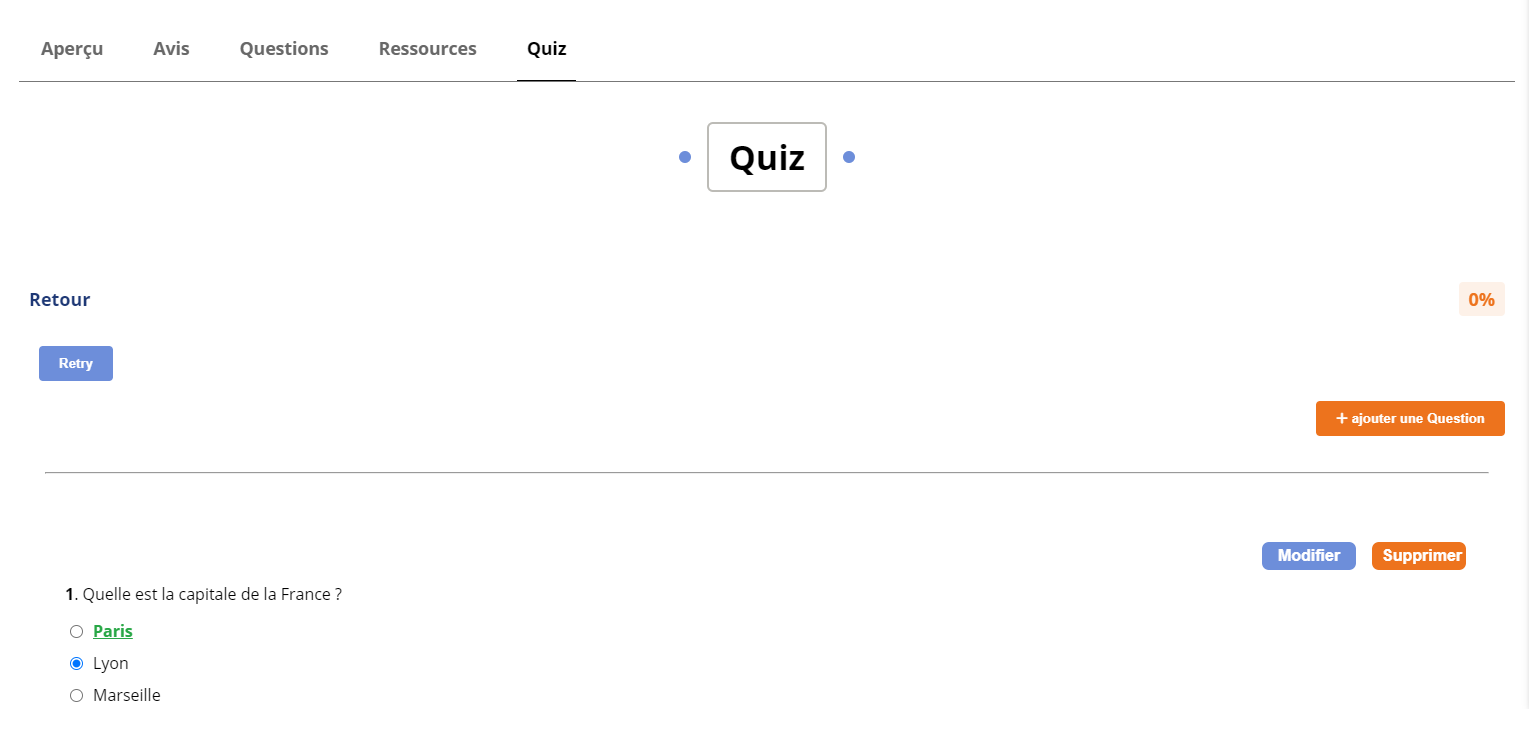 Aperçu Avis Questions Ressources Quiz
Quiz
Retour 0%
Retry
+ ajouter une Question
Modifier Supprimer
1. Quelle est la capitale de la France ?
Paris
Lyon
Marseille